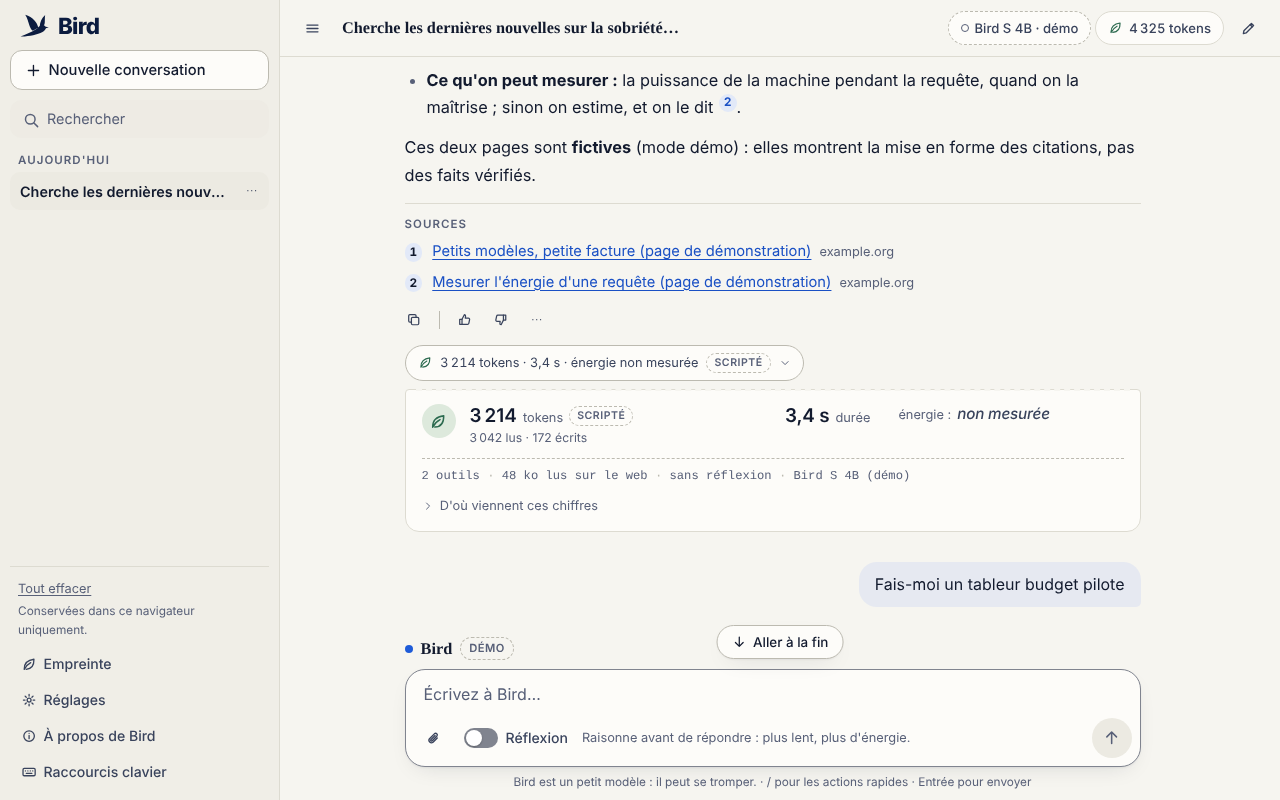 Bird
Nouvelle conversation
Rechercher
AUJOURD'HUI
Cherche les dernières nouv…
Tout effacer
Conservées dans ce navigateur
uniquement.
Empreinte
Réglages
À propos de Bird
Raccourcis clavier
Cherche les dernières nouvelles sur la sobriété…
Bird S 4B · démo
4 325 tokens
Ce qu'on peut mesurer : la puissance de la machine pendant la requête, quand on la
maîtrise ; sinon on estime, et on le dit 2.
Ces deux pages sont fictives (mode démo) : elles montrent la mise en forme des citations, pas
des faits vérifiés.
SOURCES
1 Petits modèles, petite facture (page de démonstration) example.org
2 Mesurer l'énergie d'une requête (page de démonstration) example.org
3 214 tokens · 3,4 s · énergie non mesurée SCRIPTÉ
3 214 tokens SCRIPTÉ 3,4 s durée énergie : non mesurée
3 042 lus · 172 écrits
2 outils · 48 ko lus sur le web · sans réflexion · Bird S 4B (démo)
D'où viennent ces chiffres
Fais-moi un tableur budget pilote
Bird DÉMO
Aller à la fin
Écrivez à Bird…
Réflexion Raisonne avant de répondre : plus lent, plus d'énergie.
Bird est un petit modèle : il peut se tromper. · / pour les actions rapides · Entrée pour envoyer